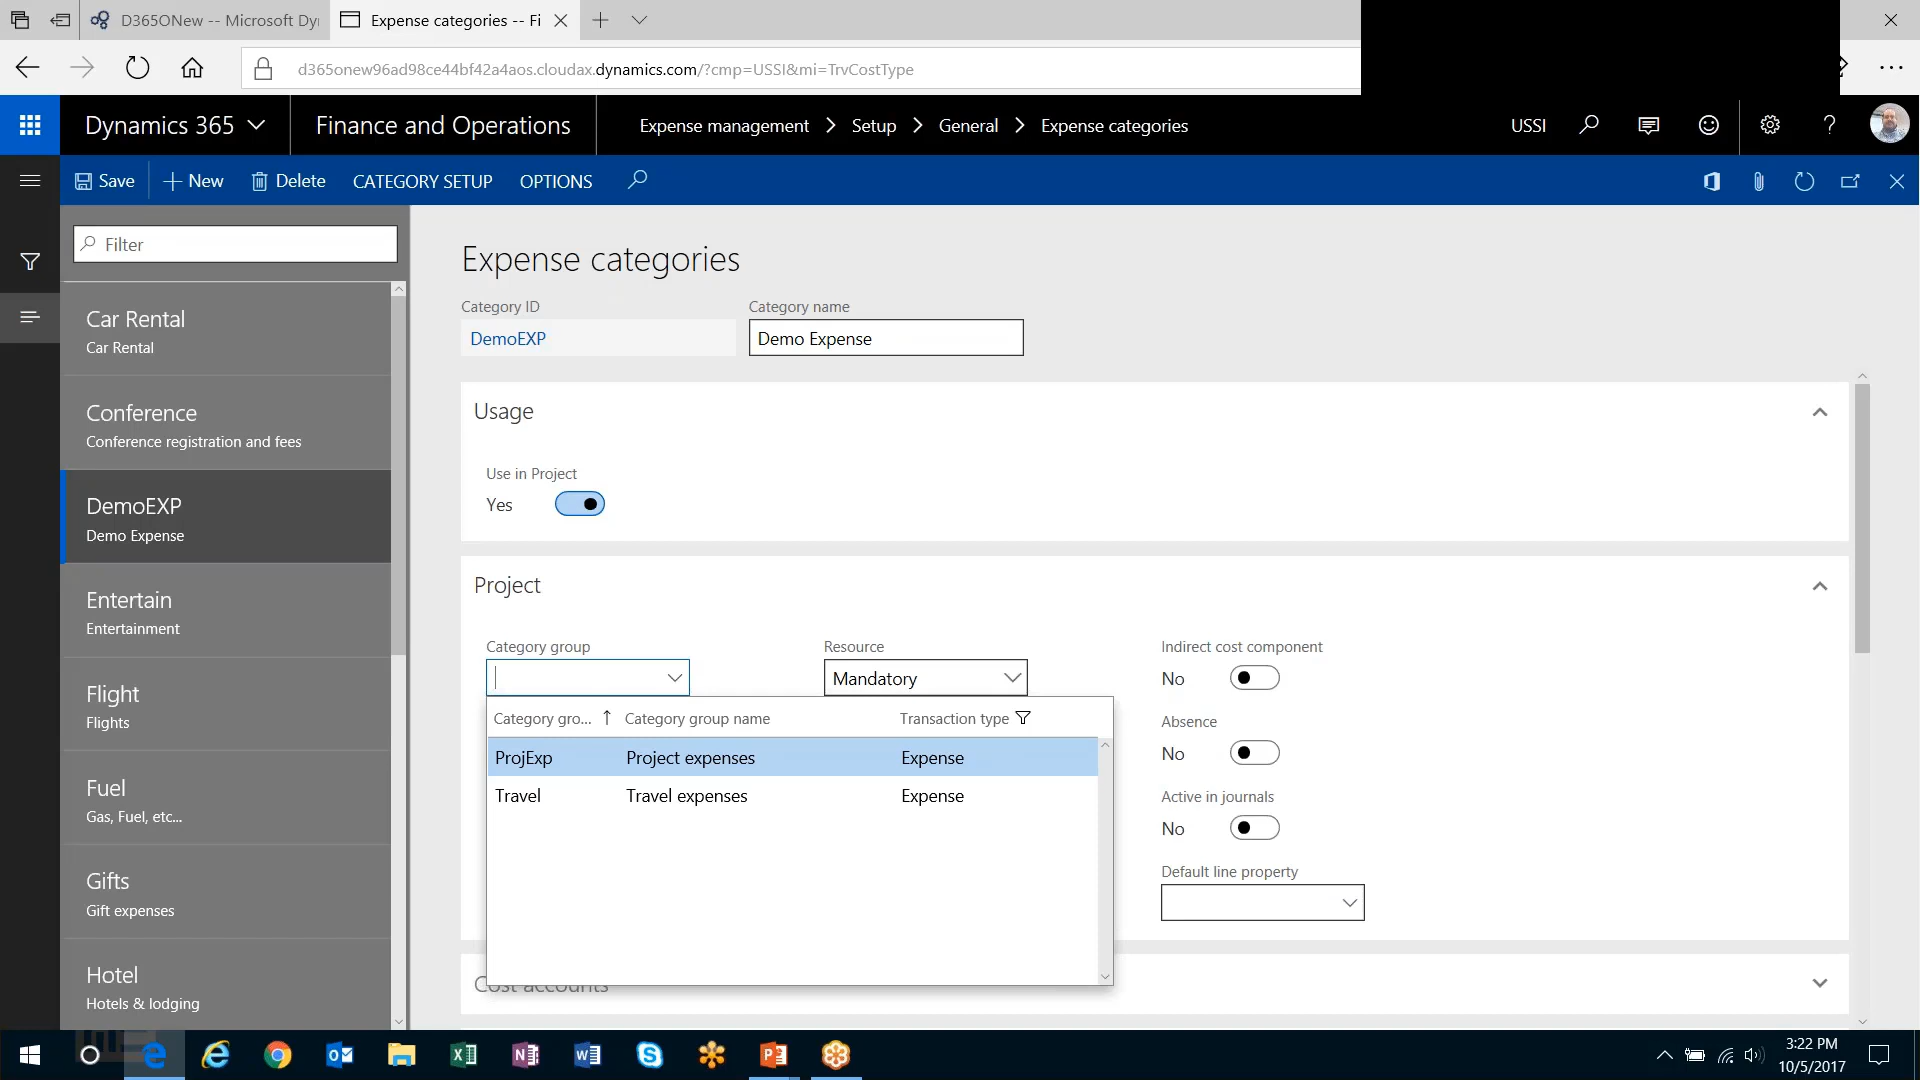 D365ONew -- Microsoft Dy
Expense categories -- Fi
d365onew96ad98ce44bf42a4aos.cloudax.dynamics.com/?cmp=USSI&mi=TrvCostType
Dynamics 365
Finance and Operations
Expense management
Setup
General
Expense categories
USSI
?
Save
New
Delete
CATEGORY SETUP
OPTIONS
Filter
Car Rental
Car Rental
Conference
Conference registration and fees
DemoEXP
Demo Expense
Entertain
Entertainment
Flight
Flights
Fuel
Gas, Fuel, etc...
Gifts
Gift expenses
Hotel
Hotels & lodging
Expense categories
Category ID
Category name
DemoEXP
Demo Expense
Usage
Use in Project
Yes
Project
Category group
Resource
Mandatory
Category gro...
Category group name
Transaction type
ProjExp
Project expenses
Expense
Travel
Travel expenses
Expense
Indirect cost component
No
Absence
No
Active in journals
No
Default line property
Cost accounts
3:22 PM
10/5/2017